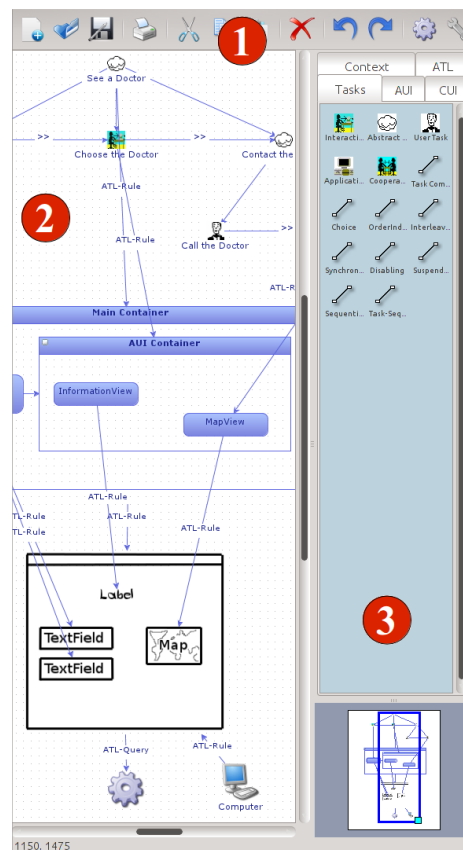 1
See a Doctor
>>
>>
Choose the Doctor
Contact the
ATL-Rule
2
ATL-Rule
Call the Doctor
>>
ATL-R
Main Container
AUI Container
InformationView
MapView
ATL-Rule
ATL-Rule
ATL-Rule
TL-Rule
ATL-Rule
Label
TextField
TextField
Map
ATL-Query
ATL-Rule
Computer
1150, 1475
Context
ATL
Tasks
AUI
CUI
Interacti...
Abstract ...
UserTask
Applicati...
Coopera...
Task Com...
Choice
OrderInd...
Interleav...
Synchron...
Disabling
Suspend...
Sequenti...
Task-Seq...
3